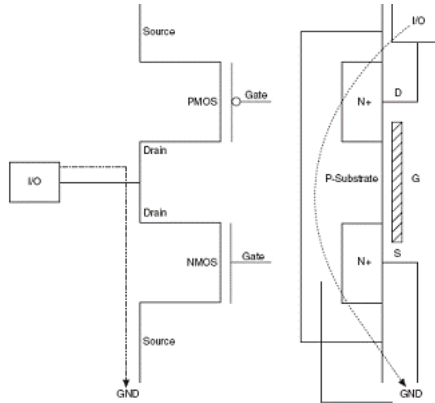 Source
PMOS
Gate
Drain
I/O
Drain
NMOS
Gate
Source
GND
I/O
N+
D
P-Substrate
G
N+
S
GND